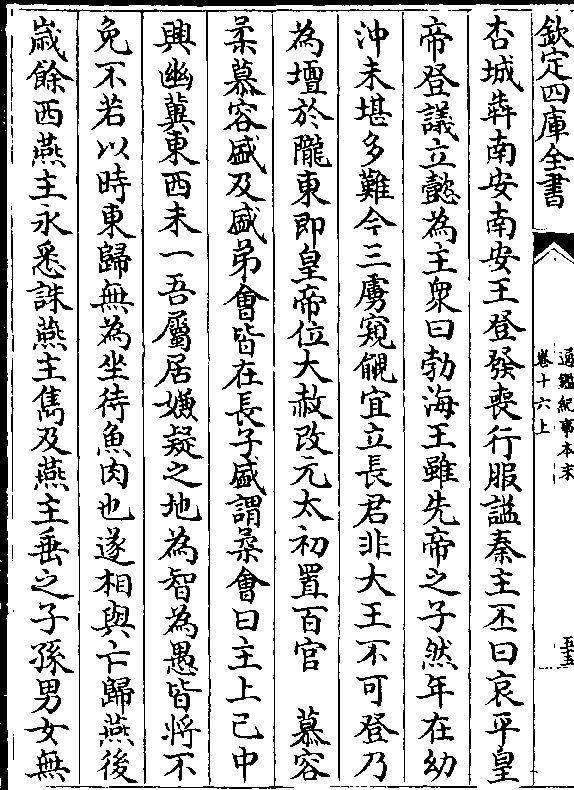 欽定四庫全書
通鑑紀事本末
卷十六上
五五
杏城犇南安南安王登發喪行服謚秦主丕曰哀平皇
帝登議立懿為主衆曰勃海王雖先帝之子然年在幼
沖未堪多難今三虜窺覦宜立長君非大王不可登乃
為壇於隴東即皇帝位大赦改元太初置百官　慕容
柔慕容盛及盛弟會皆在長子盛謂柔會曰主上已中
興幽冀東西未一吾屬居嫌疑之地為智為愚皆將不
免不若以時東歸無為坐待魚肉也遂相與亡歸燕後
歳餘西燕主永悉誅燕主雋及燕主垂之子孫男女無